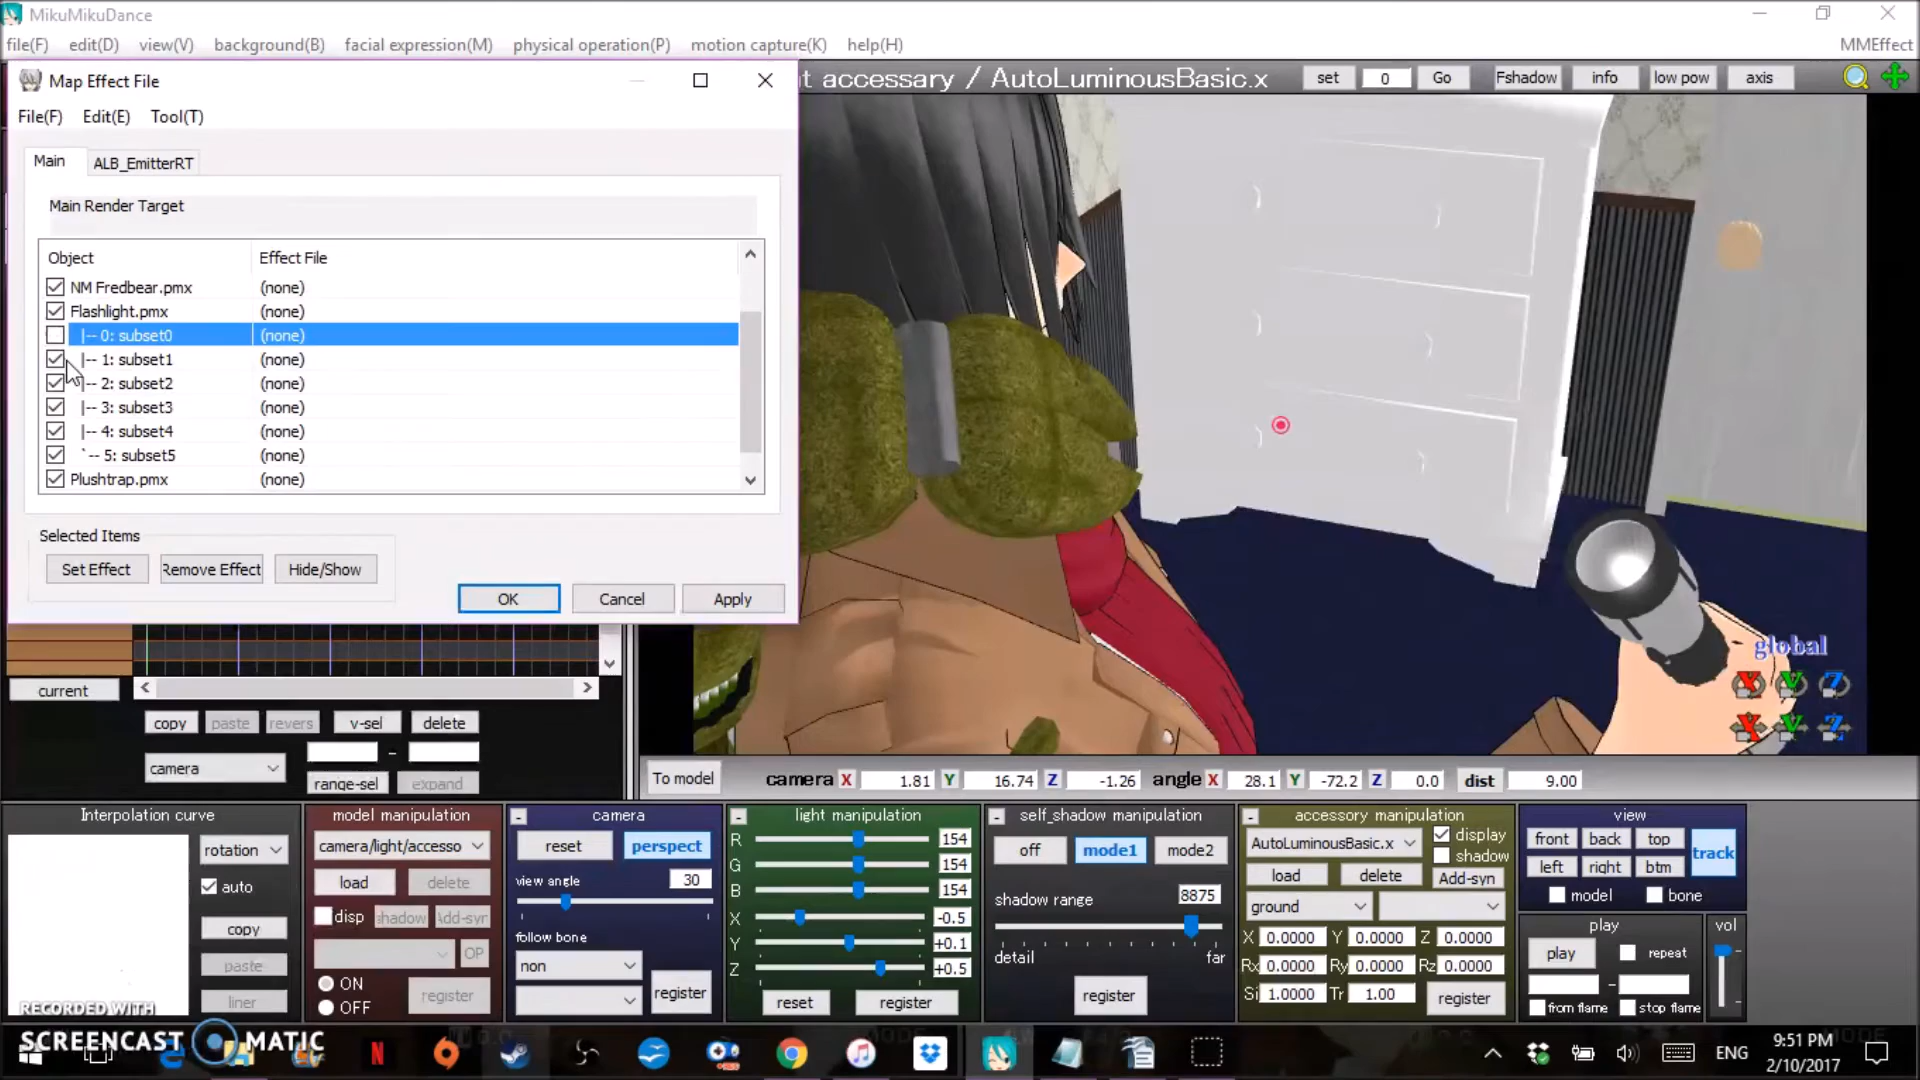 MikuMikuDance
file(F) edit(D) view(V) background(B) facial expression(M) physical operation(P) motion capture(K) help(H) MMEffect
Map Effect File
t accessary / AutoLuminousBasic.x set 0 Go Fshadow info low pow axis
File(F) Edit(E) Tool(T)
Main ALB_EmitterRT
Main Render Target
Object Effect File
NM Fredbear.pmx (none)
Flashlight.pmx (none)
|-- 0: subset0 (none)
|-- 1: subset1 (none)
|-- 2: subset2 (none)
|-- 3: subset3 (none)
|-- 4: subset4 (none)
`-- 5: subset5 (none)
Plushtrap.pmx (none)
Selected Items
Set Effect Remove Effect Hide/Show
OK Cancel Apply
global
X Y Z
X Y Z
current
copy paste revers v-sel delete
camera -
range-sel expand
To model camera X 1.81 Y 16.74 Z -1.26 angle X 28.1 Y -72.2 Z 0.0 dist 9.00
Interpolation curve
rotation
auto
copy
paste
liner
model manipulation
camera/light/accesso
load delete
disp shadow Add-syn
OP
ON
OFF
register
- camera
reset perspect
view angle 30
follow bone
non
register
- light manipulation
R 154
G 154
B 154
X -0.5
Y +0.1
Z +0.5
reset register
- self_shadow manipulation
off mode1 mode2
shadow range 8875
detail far
register
- accessory manipulation
AutoLuminousBasic.x display
shadow
load delete Add-syn
ground
X 0.0000 Y 0.0000 Z 0.0000
Rx 0.0000 Ry 0.0000 Rz 0.0000
Si 1.0000 Tr 1.00 register
view
front back top
left right btm
track
model bone
play
play repeat
-
from flame stop flame
vol
RECORDED WITH
SCREENCAST MATIC
ENG
9:51 PM
2/10/2017